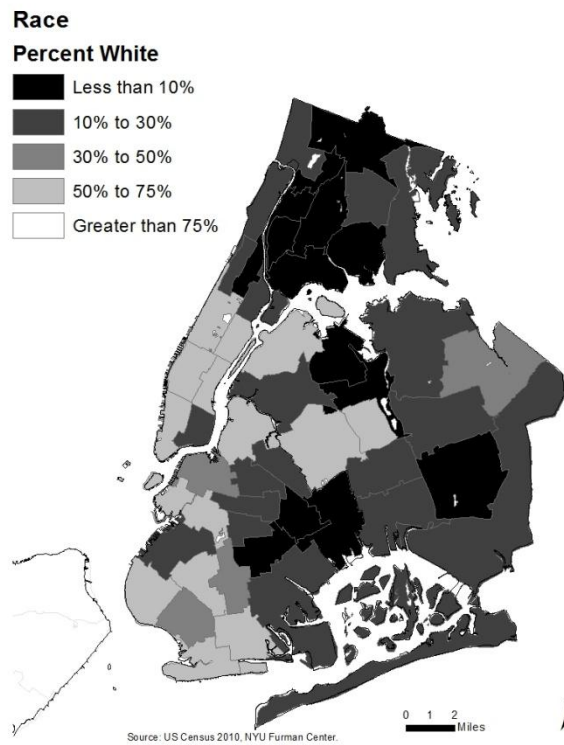 Race
Percent White
Less than 10%
10% to 30%
30% to 50%
50% to 75%
Greater than 75%
0 1 2
Miles
Source: US Census 2010, NYU Furman Center.